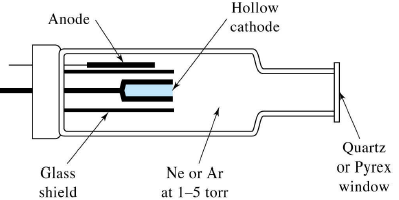 Anode
Hollow
cathode
Glass
shield
Ne or Ar
at 1–5 torr
Quartz
or Pyrex
window